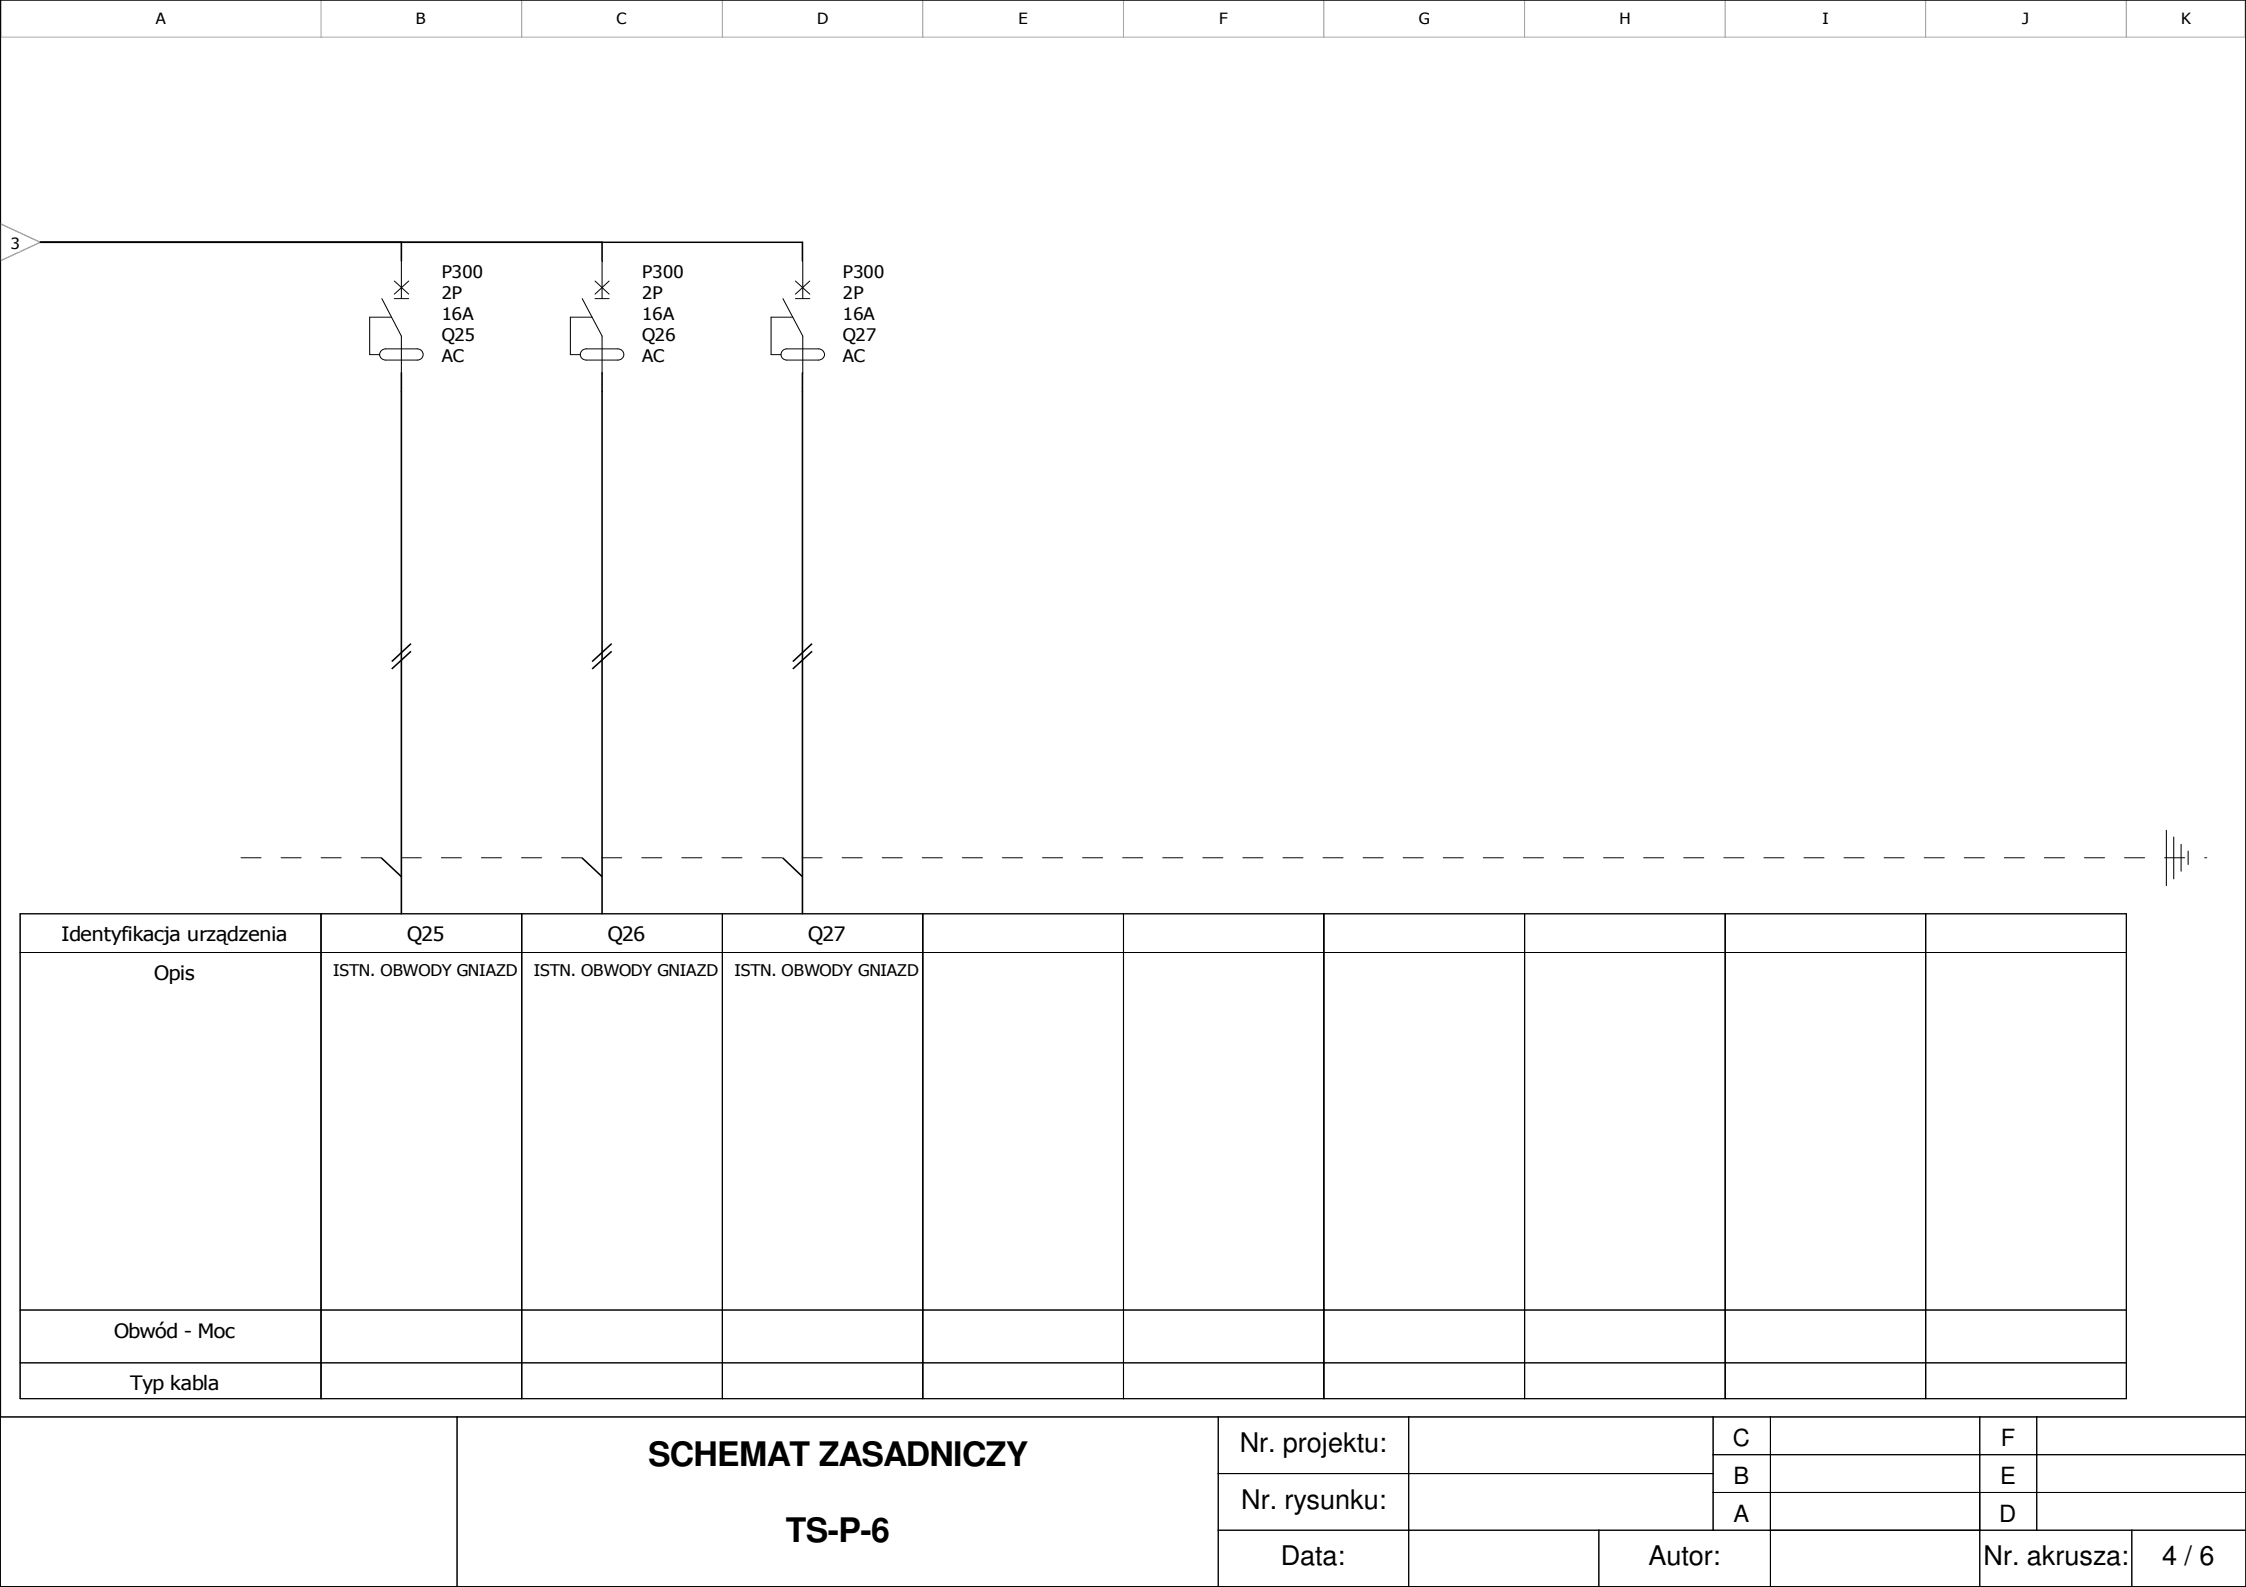 A B C D E F G H I J K
3
P300 P300 P300
2P 2P 2P
16A 16A 16A
Q25 Q26 Q27
AC AC AC
Identyfikacja urządzenia Q25 Q26 Q27
Opis ISTN. OBWODY GNIAZD ISTN. OBWODY GNIAZD ISTN. OBWODY GNIAZD
Obwód - Moc
Typ kabla
SCHEMAT ZASADNICZY
TS-P-6
Nr. projektu: C F
B E
Nr. rysunku:
A D
Data: Autor: Nr. akrusza: 4 / 6